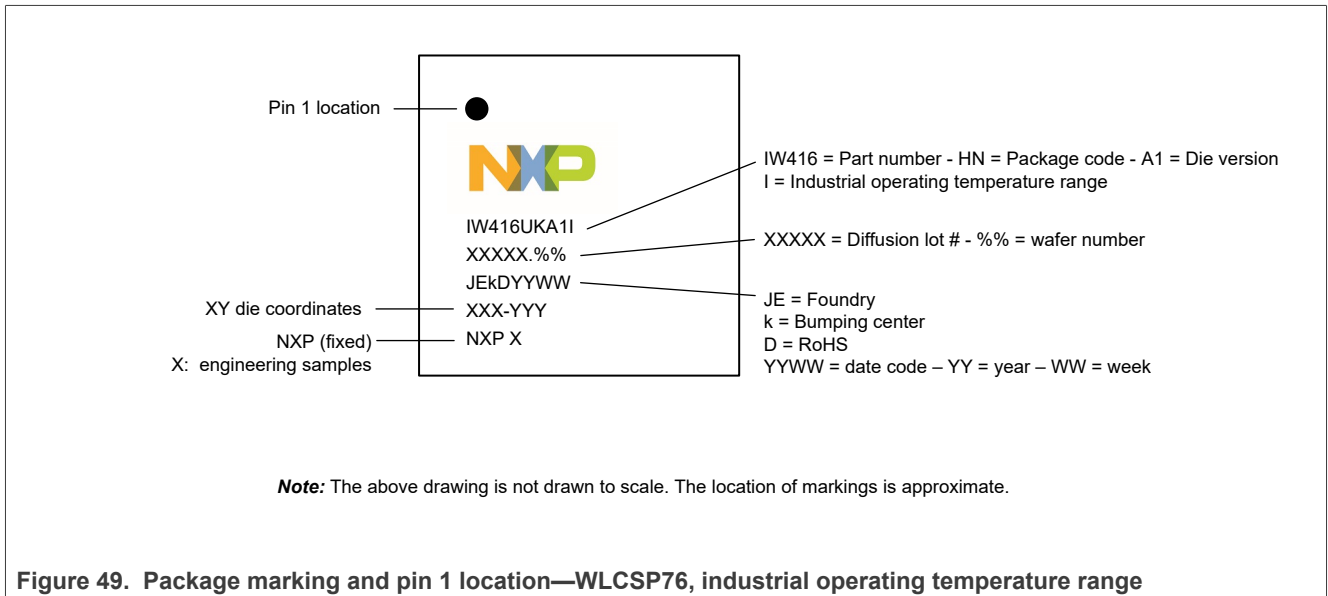 Pin 1 location
NXP
IW416 = Part number - HN = Package code - A1 = Die version
I = Industrial operating temperature range
IW416UKA1I
XXXXX = Diffusion lot # - %% = wafer number
XXXXX.%%
JEkDYYWW
JE = Foundry
k = Bumping center
D = RoHS
YYWW = date code – YY = year – WW = week
XY die coordinates
XXX-YYY
NXP (fixed)
NXP X
X: engineering samples
Note: The above drawing is not drawn to scale. The location of markings is approximate.
Figure 49. Package marking and pin 1 location—WLCSP76, industrial operating temperature range